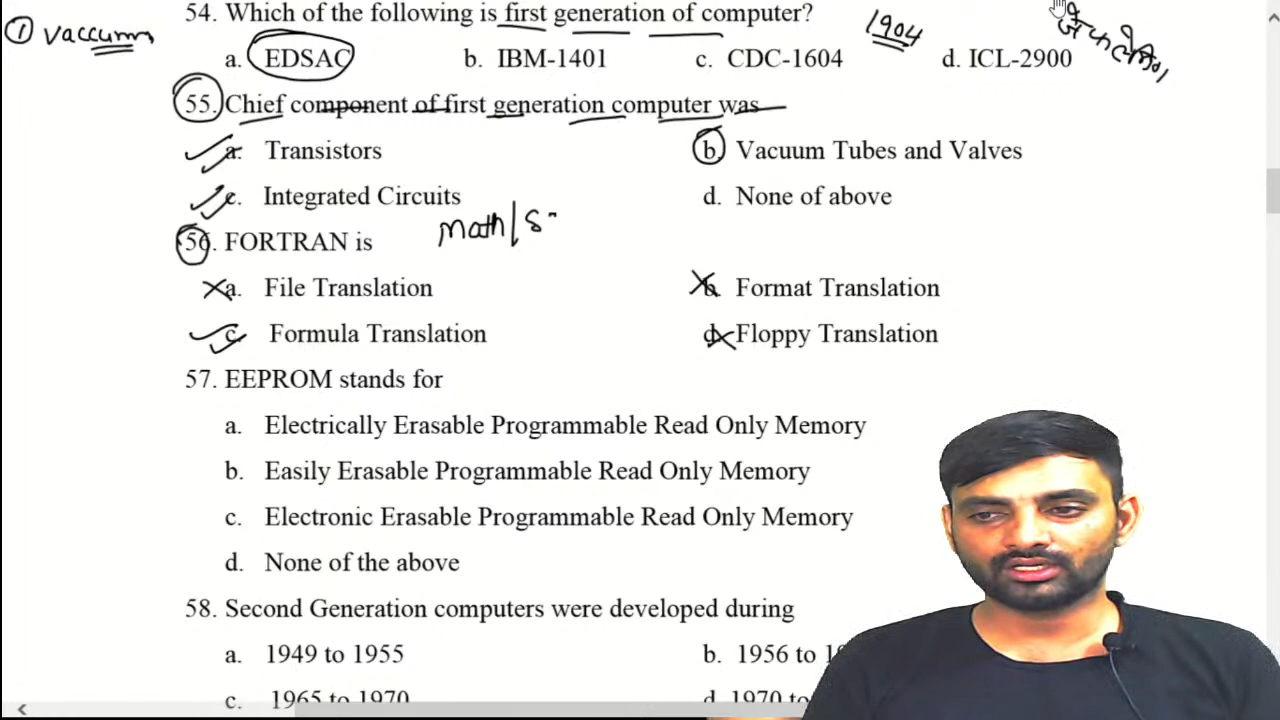 54. Which of the following is first generation of computer?
① vaccums
1904
a. EDSAC b. IBM-1401 c. CDC-1604 d. ICL-2900
55. Chief component of first generation computer was
a. Transistors b. Vacuum Tubes and Valves
c. Integrated Circuits d. None of above
math/s
56. FORTRAN is
a. File Translation b. Format Translation
c. Formula Translation d. Floppy Translation
57. EEPROM stands for
a. Electrically Erasable Programmable Read Only Memory
b. Easily Erasable Programmable Read Only Memory
c. Electronic Erasable Programmable Read Only Memory
d. None of the above
58. Second Generation computers were developed during
a. 1949 to 1955 b. 1956 to 1
c. 1965 to 1970 d. 1970 to